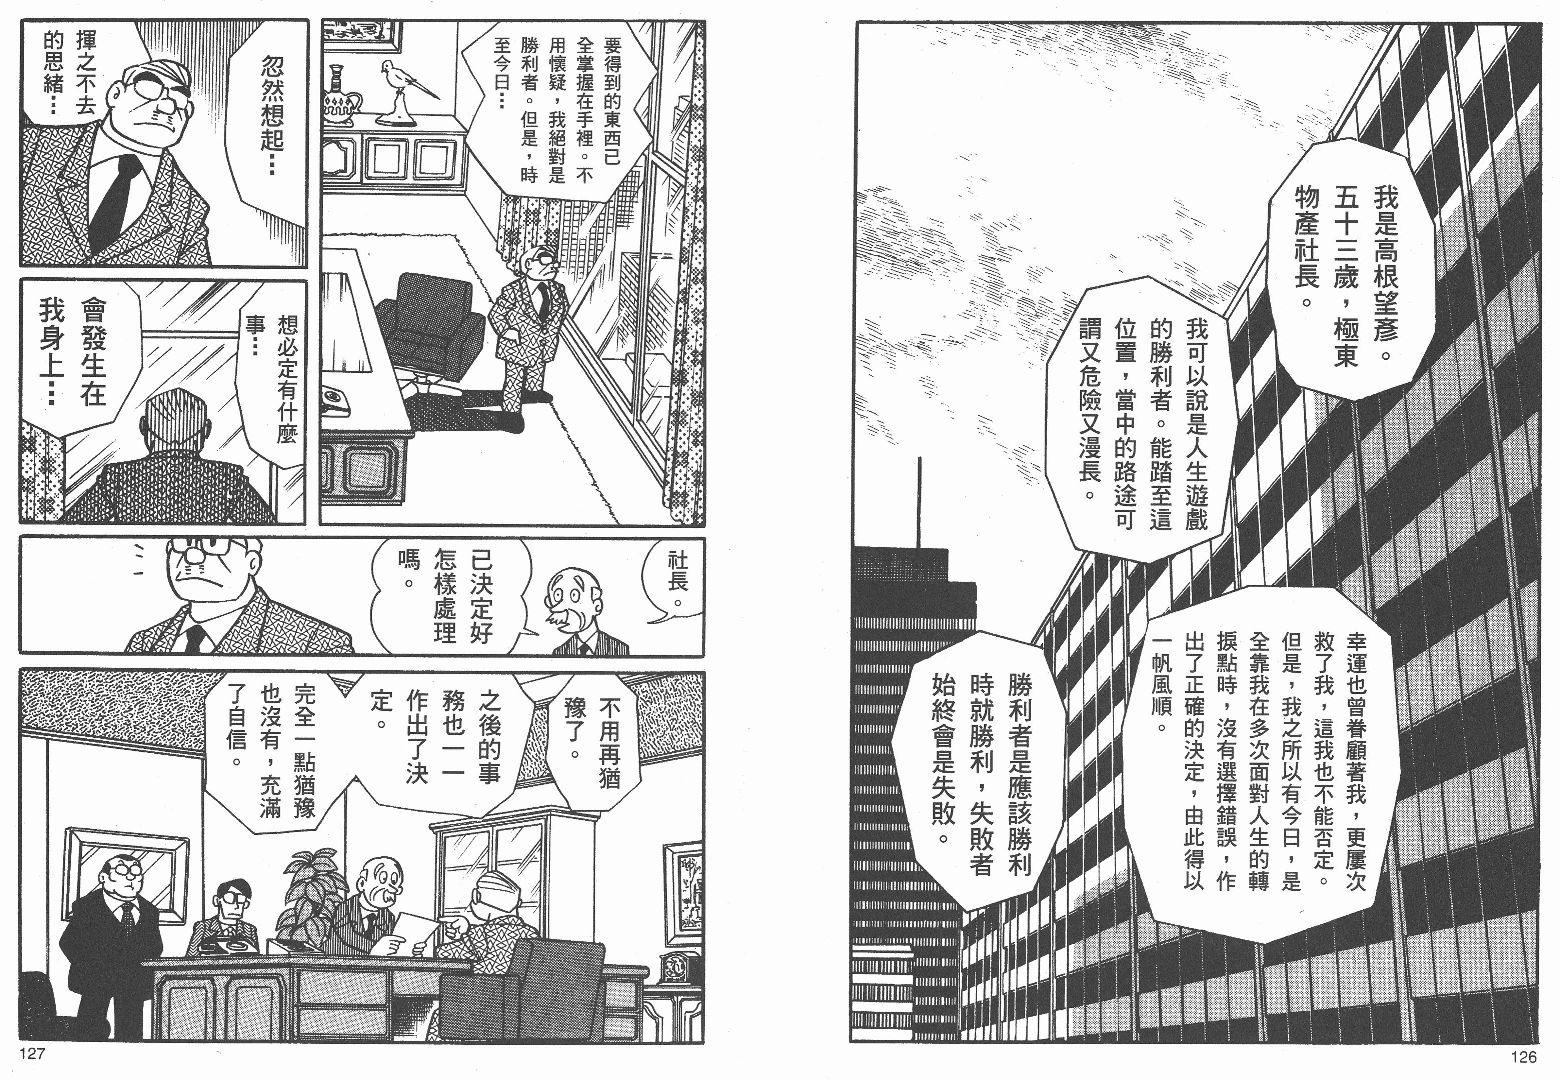 我是高根望彥。
五十三歲，極東
物產社長。
我可以說是人生遊戲
的勝利者。能踏至這
位置，當中的路途可
謂又危險又漫長。
幸運也曾眷顧著我，更屢次
救了我，這我也不能否定。
但是，我之所以有今日，是
全靠我在多次面對人生的轉
捩點時，沒有選擇錯誤，作
出了正確的決定，由此得以
一帆風順。
勝利者是應該勝利
時就勝利，失敗者
始終會是失敗。
126
要得到的東西己
全掌握在手裡。不
用懷疑，我絕對是
勝利者。但是，時
至今日…
忽然想起…
揮之不去
的思緒…
想必定有什麼
事…
會發生在
我身上…
社長。
已決定好
怎樣處理
嗎。
不用再猶
豫了。
之後的事
務也一一
作出了決
定。
完全一點猶豫
也沒有，充滿
了自信。
127